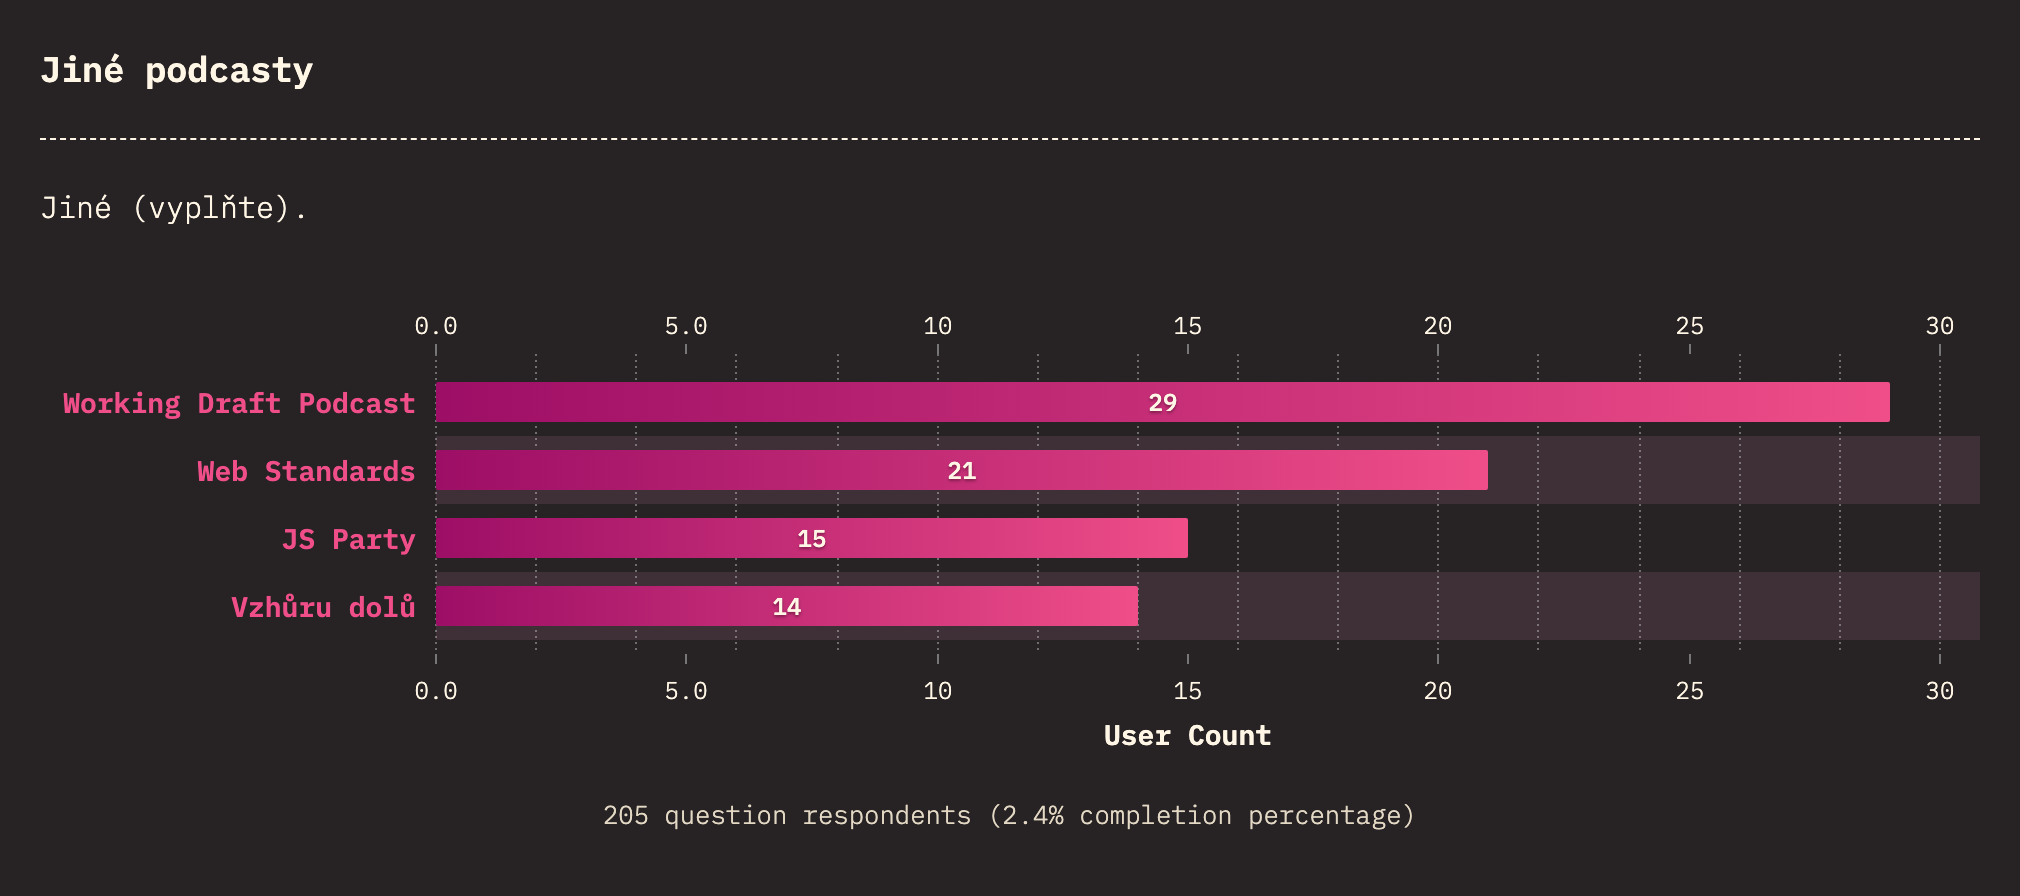 Jiné podcasty
Jiné (vyplňte).
0.0 5.0 10 15 20 25 30
Working Draft Podcast 29
Web Standards 21
JS Party 15
Vzhůru dolů 14
0.0 5.0 10 15 20 25 30
User Count
205 question respondents (2.4% completion percentage)